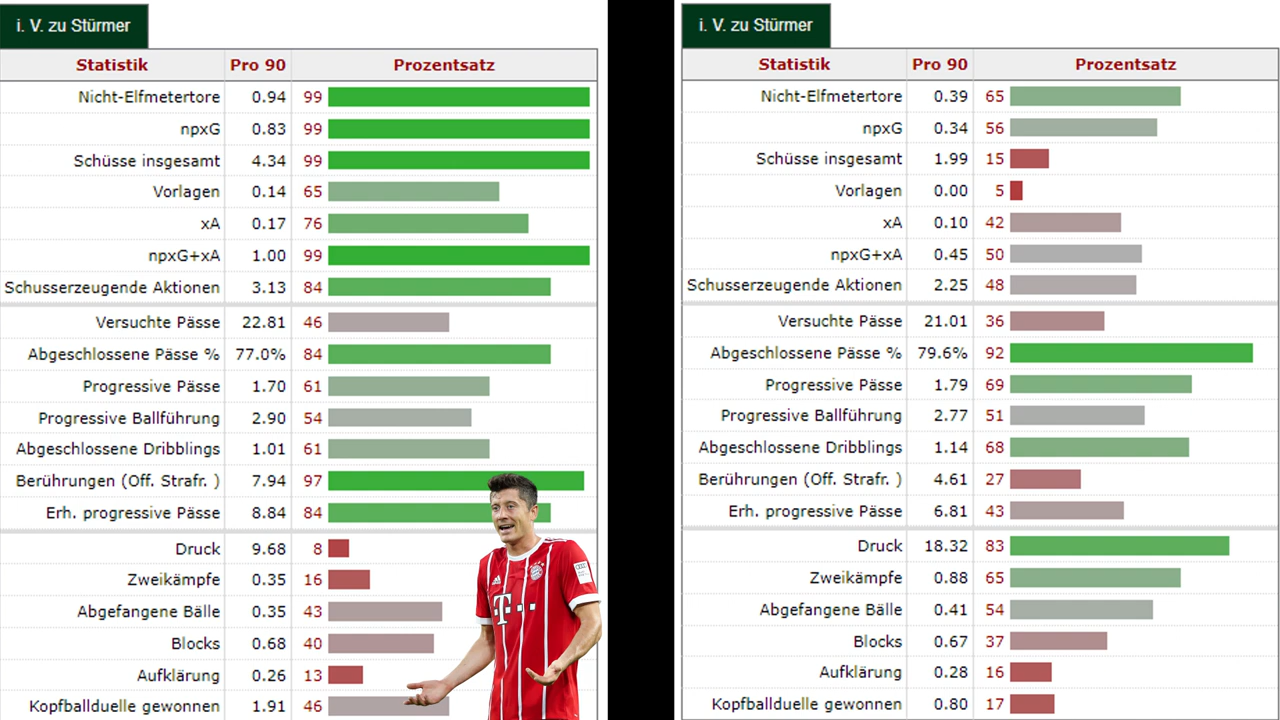 i. V. zu Stürmer
Statistik Pro 90 Prozentsatz
Nicht-Elfmetertore 0.94 99
npxG 0.83 99
Schüsse insgesamt 4.34 99
Vorlagen 0.14 65
xA 0.17 76
npxG+xA 1.00 99
Schusserzeugende Aktionen 3.13 84
Versuchte Pässe 22.81 46
Abgeschlossene Pässe % 77.0% 84
Progressive Pässe 1.70 61
Progressive Ballführung 2.90 54
Abgeschlossene Dribblings 1.01 61
Berührungen (Off. Strafr. ) 7.94 97
Erh. progressive Pässe 8.84 84
Druck 9.68 8
Zweikämpfe 0.35 16
Abgefangene Bälle 0.35 43
Blocks 0.68 40
Aufklärung 0.26 13
Kopfballduelle gewonnen 1.91 46
i. V. zu Stürmer
Statistik Pro 90 Prozentsatz
Nicht-Elfmetertore 0.39 65
npxG 0.34 56
Schüsse insgesamt 1.99 15
Vorlagen 0.00 5
xA 0.10 42
npxG+xA 0.45 50
Schusserzeugende Aktionen 2.25 48
Versuchte Pässe 21.01 36
Abgeschlossene Pässe % 79.6% 92
Progressive Pässe 1.79 69
Progressive Ballführung 2.77 51
Abgeschlossene Dribblings 1.14 68
Berührungen (Off. Strafr. ) 4.61 27
Erh. progressive Pässe 6.81 43
Druck 18.32 83
Zweikämpfe 0.88 65
Abgefangene Bälle 0.41 54
Blocks 0.67 37
Aufklärung 0.28 16
Kopfballduelle gewonnen 0.80 17